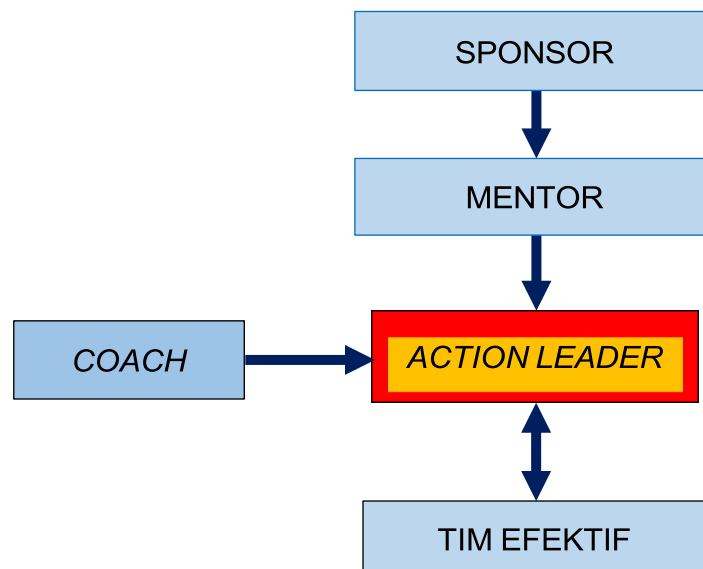 SPONSOR
MENTOR
COACH
ACTION LEADER
TIM EFEKTIF